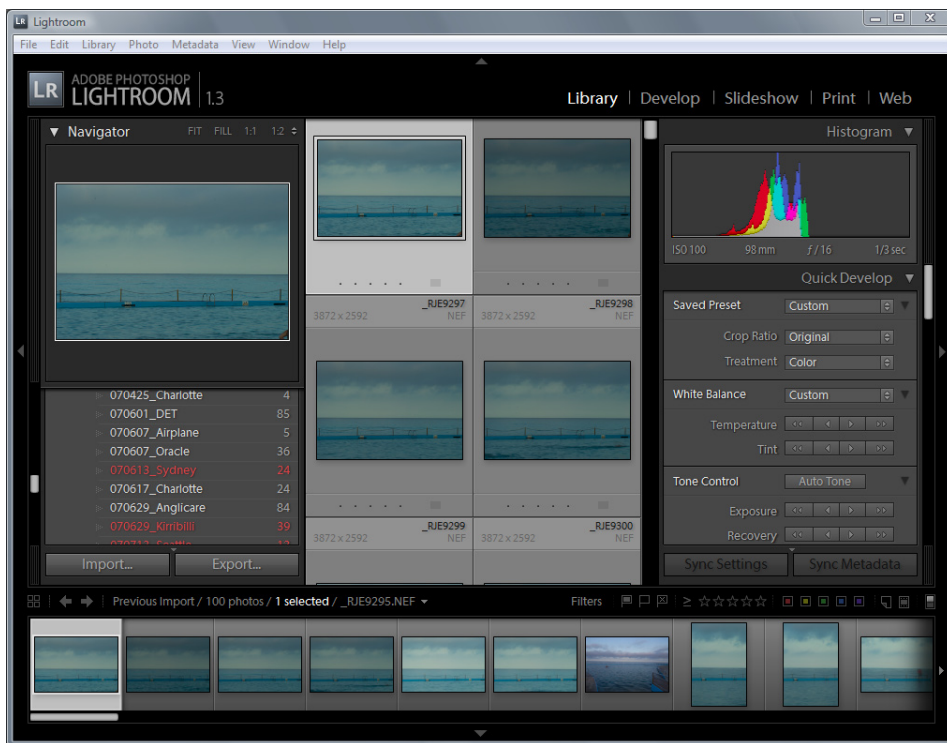 Lightroom
File Edit Library Photo Metadata View Window Help
LR ADOBE PHOTOSHOP
LIGHTROOM | 1.3
Library | Develop | Slideshow | Print | Web
Navigator FIT FILL 1:1 1:2
Histogram
ISO 100 98 mm ƒ / 16 1/3 sec
Quick Develop
_RJE9297
3872 x 2592 NEF
_RJE9298
3872 x 2592 NEF
Saved Preset Custom
Crop Ratio Original
Treatment Color
White Balance Custom
Temperature
Tint
Tone Control Auto Tone
Exposure
Recovery
070425_Charlotte 4
070601_DET 85
070607_Airplane 5
070607_Oracle 36
070613_Sydney 24
070617_Charlotte 24
070629_Anglicare 84
070629_Kirribilli 39
_RJE9299
3872 x 2592 NEF
_RJE9300
3872 x 2592 NEF
Import... Export...
Sync Settings Sync Metadata
Previous Import / 100 photos / 1 selected / _RJE9295.NEF
Filters